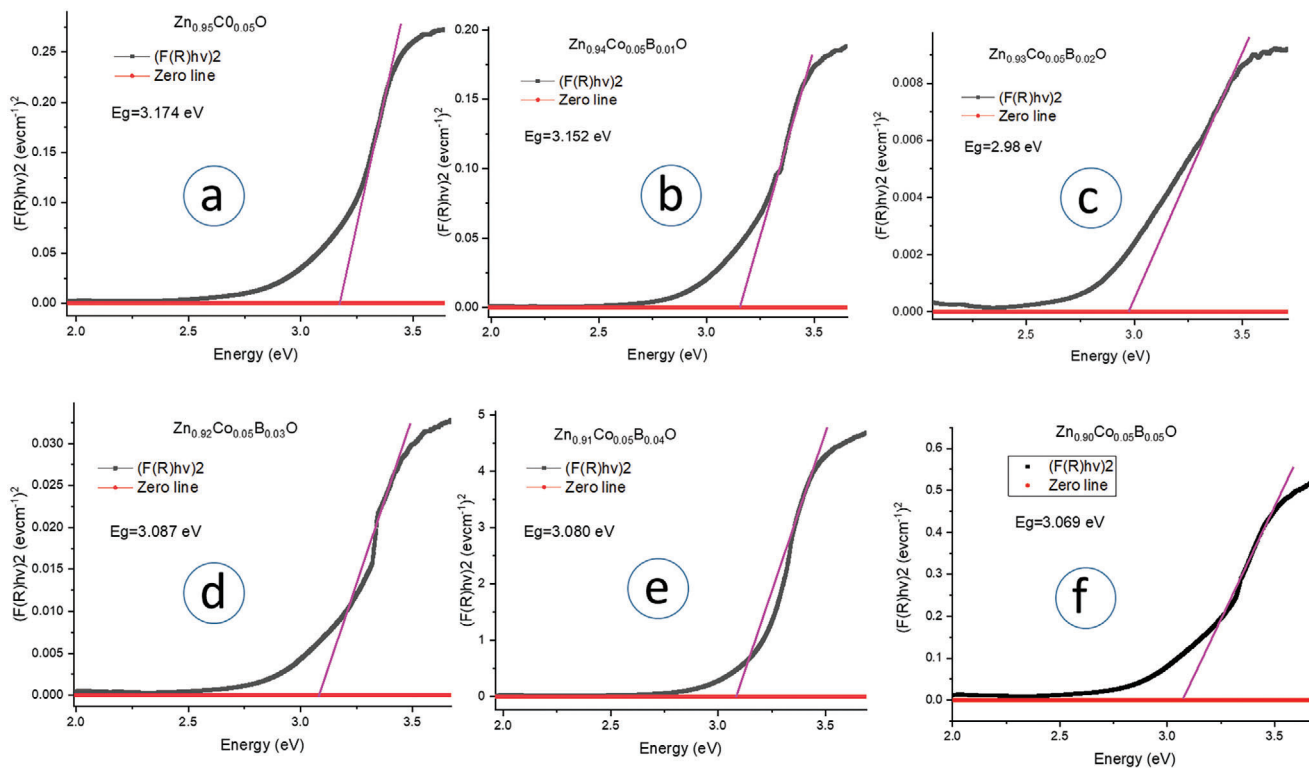 Zn₀.₉₅C0₀.₀₅O
(F(R)hv)2
Zero line
Eg=3.174 eV
a
(F(R)hv)2 (evcm⁻¹)²
0.25
0.20
0.15
0.10
0.05
0.00
2.0 2.5 3.0 3.5
Energy (eV)
Zn₀.₉₄Co₀.₀₅B₀.₀₁O
(F(R)hv)2
Zero line
Eg=3.152 eV
b
(F(R)hv)2 (evcm⁻¹)²
0.20
0.15
0.10
0.05
0.00
2.0 2.5 3.0 3.5
Energy (eV)
Zn₀.₉₃Co₀.₀₅B₀.₀₂O
(F(R)hv)2
Zero line
Eg=2.98 eV
c
(F(R)hv)2 (evcm⁻¹)²
0.008
0.006
0.004
0.002
0.000
2.5 3.0 3.5
Energy (eV)
Zn₀.₉₂Co₀.₀₅B₀.₀₃O
(F(R)hv)2
Zero line
Eg=3.087 eV
d
(F(R)hv)2 (evcm⁻¹)²
0.030
0.025
0.020
0.015
0.010
0.005
0.000
2.0 2.5 3.0 3.5
Energy (eV)
Zn₀.₉₁Co₀.₀₅B₀.₀₄O
(F(R)hv)2
Zero line
Eg=3.080 eV
e
(F(R)hv)2 (evcm⁻¹)²
5
4
3
2
1
0
2.0 2.5 3.0 3.5
Energy (eV)
Zn₀.₉₀Co₀.₀₅B₀.₀₅O
(F(R)hv)2
Zero line
Eg=3.069 eV
f
(F(R)hv)2 (evcm⁻¹)²
0.6
0.5
0.4
0.3
0.2
0.1
0.0
2.0 2.5 3.0 3.5
Energy (eV)